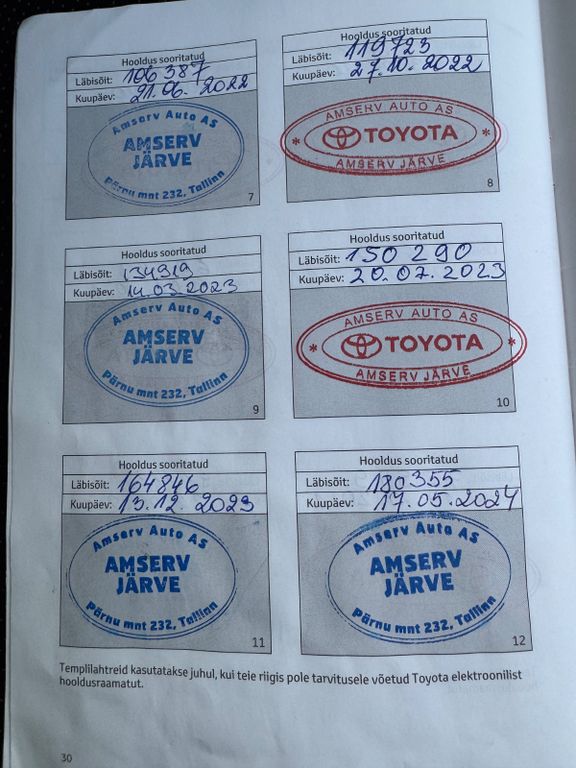 Hooldus sooritatud
Läbisõit: 106 387
Kuupäev: 21.06. 2022
Amserv Auto AS
AMSERV
JÄRVE
Pärnu mnt 232, Tallinn
7
Hooldus sooritatud
Läbisõit: 119723
Kuupäev: 27.10. 2022
AMSERV AUTO AS
* TOYOTA *
AMSERV JÄRVE
8
Hooldus sooritatud
Läbisõit: 134919
Kuupäev: 14.03 2023
Amserv Auto AS
AMSERV
JÄRVE
Pärnu mnt 232, Tallinn
9
Hooldus sooritatud
Läbisõit: 150 290
Kuupäev: 20.07.2023
AMSERV AUTO AS
* TOYOTA *
AMSERV JÄRVE
10
Hooldus sooritatud
Läbisõit: 164846
Kuupäev: 13.12. 2023
Amserv Auto AS
AMSERV
JÄRVE
Pärnu mnt 232, Tallinn
11
Hooldus sooritatud
Läbisõit: 180355
Kuupäev: 17.05.2024
Amserv Auto AS
AMSERV
JÄRVE
Pärnu mnt 232, Tallinn
12
Templilahtreid kasutatakse juhul, kui teie riigis pole tarvitusele võetud Toyota elektroonilist
hooldusraamatut.
30